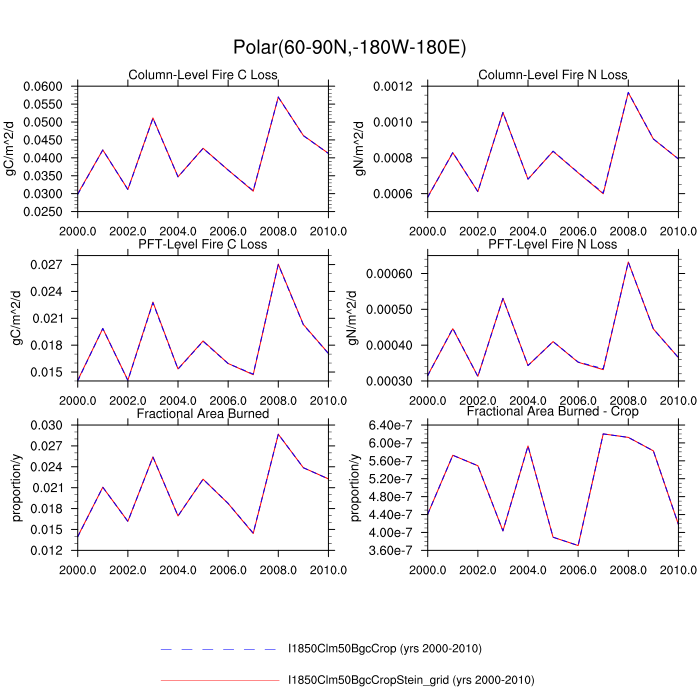 Polar(60-90N,-180W-180E)
Column-Level Fire C Loss
gC/m^2/d
0.0600
0.0550
0.0500
0.0450
0.0400
0.0350
0.0300
0.0250
2000.0 2002.0 2004.0 2006.0 2008.0 2010.0
Column-Level Fire N Loss
gN/m^2/d
0.0012
0.0010
0.0008
0.0006
2000.0 2002.0 2004.0 2006.0 2008.0 2010.0
PFT-Level Fire C Loss
gC/m^2/d
0.027
0.024
0.021
0.018
0.015
2000.0 2002.0 2004.0 2006.0 2008.0 2010.0
PFT-Level Fire N Loss
gN/m^2/d
0.00060
0.00050
0.00040
0.00030
2000.0 2002.0 2004.0 2006.0 2008.0 2010.0
Fractional Area Burned
proportion/y
0.030
0.027
0.024
0.021
0.018
0.015
0.012
2000.0 2002.0 2004.0 2006.0 2008.0 2010.0
Fractional Area Burned - Crop
proportion/y
6.40e-7
6.00e-7
5.60e-7
5.20e-7
4.80e-7
4.40e-7
4.00e-7
3.60e-7
2000.0 2002.0 2004.0 2006.0 2008.0 2010.0
I1850Clm50BgcCrop (yrs 2000-2010)
I1850Clm50BgcCropStein_grid (yrs 2000-2010)